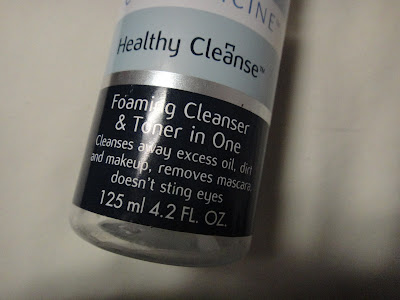 Healthy Cleanse™
Foaming Cleanser
& Toner in One
Cleanses away excess oil, dirt
and makeup, removes mascara,
doesn't sting eyes
125 ml 4.2 FL. OZ.